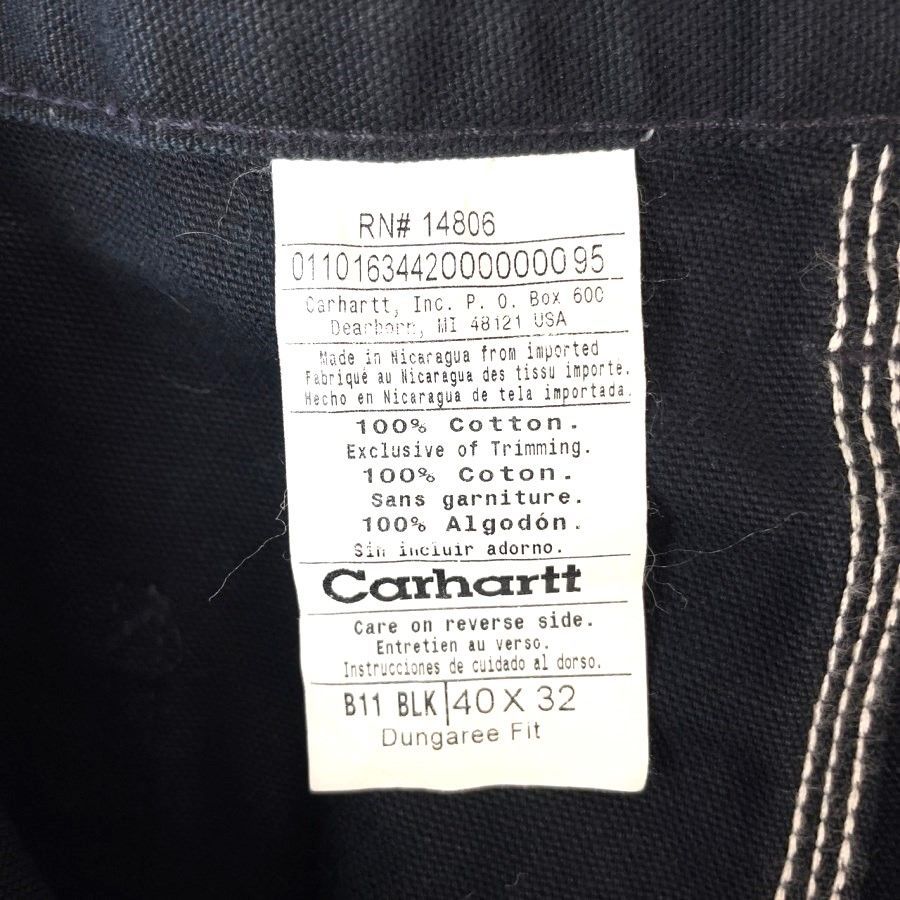 RN# 14806
0110163442000000095
Carhartt, Inc. P. O. Box 600
Dearborn, MI 48121 USA
Made in Nicaragua from imported
Fabriqué au Nicaragua des tissu importé.
Hecho en Nicaragua de tela importada.
100% Cotton.
Exclusive of Trimming.
100% Coton.
Sans garniture.
100% Algodón.
Sin incluir adorno.
Carhartt
Care on reverse side.
Entretien au verso.
Instrucciones de cuidado al dorso.
B11 BLK 40 X 32
Dungaree Fit